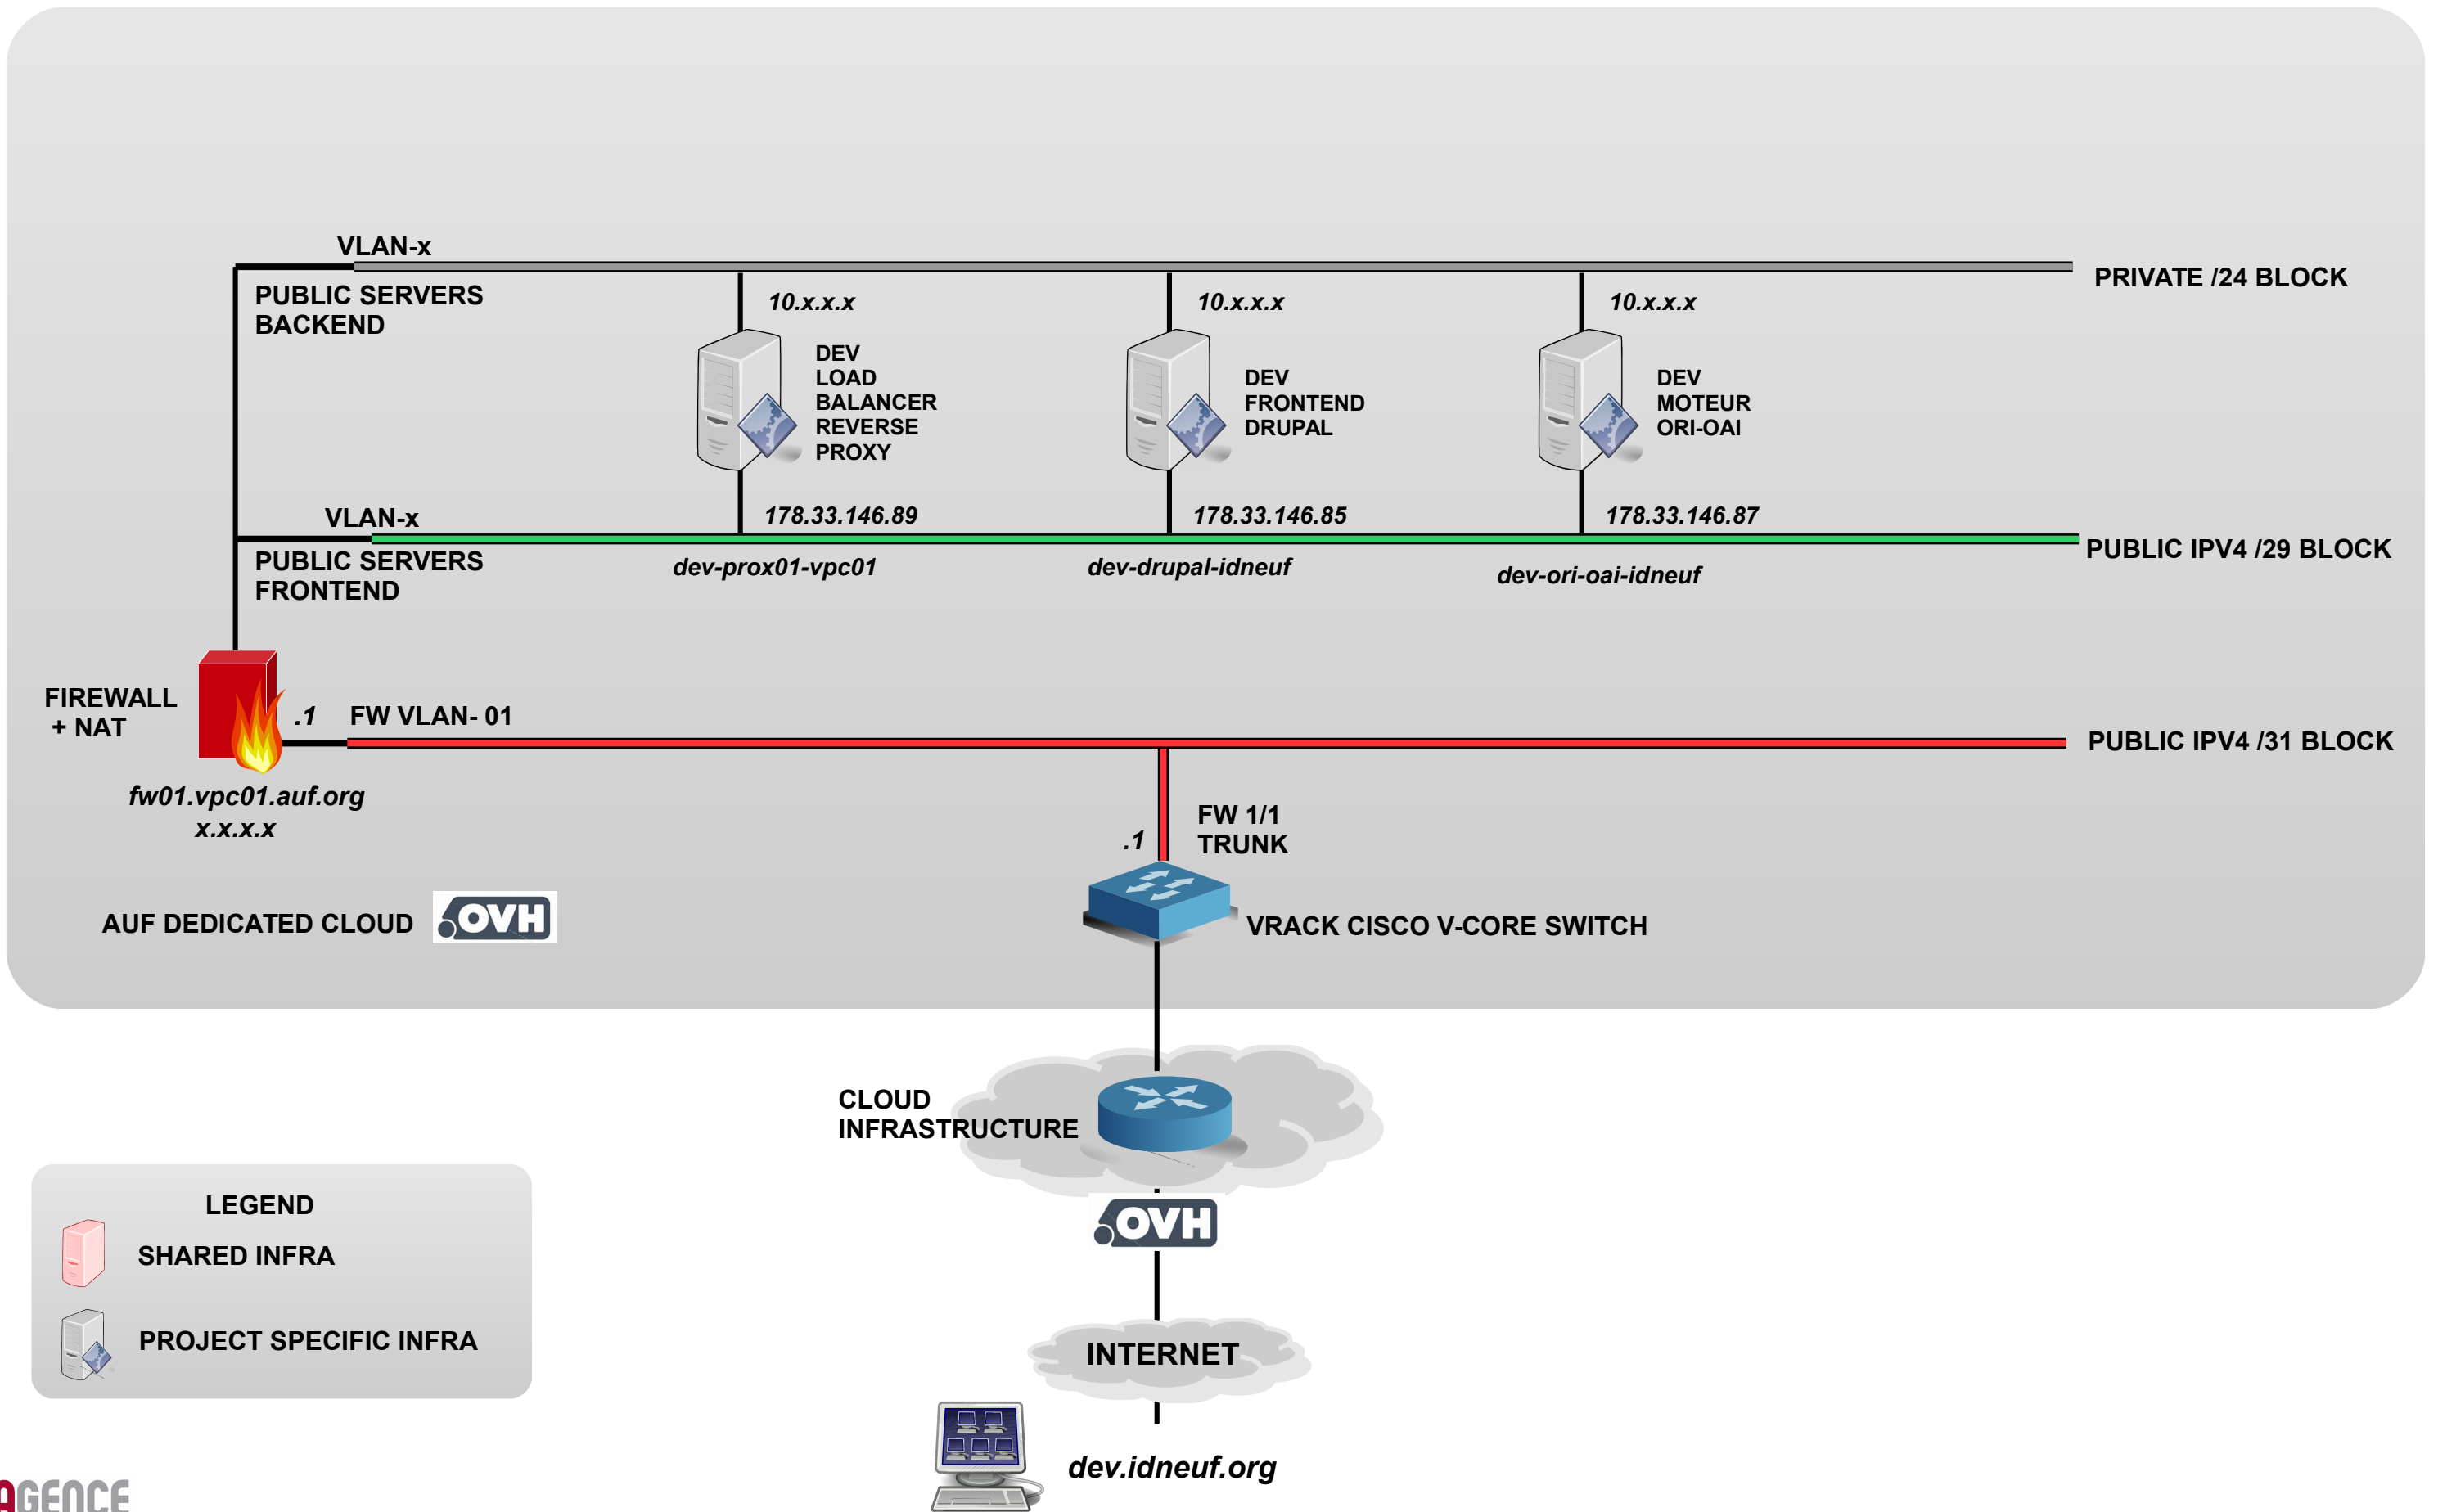 VLAN-x
PRIVATE /24 BLOCK
PUBLIC SERVERS
BACKEND
10.x.x.x
10.x.x.x
10.x.x.x
DEV
LOAD
BALANCER
REVERSE
PROXY
DEV
FRONTEND
DRUPAL
DEV
MOTEUR
ORI-OAI
VLAN-x
178.33.146.89
178.33.146.85
178.33.146.87
PUBLIC IPV4 /29 BLOCK
PUBLIC SERVERS
FRONTEND
dev-prox01-vpc01
dev-drupal-idneuf
dev-ori-oai-idneuf
FIREWALL
+ NAT
.1
FW VLAN- 01
PUBLIC IPV4 /31 BLOCK
fw01.vpc01.auf.org
x.x.x.x
FW 1/1
TRUNK
.1
AUF DEDICATED CLOUD
OVH
VRACK CISCO V-CORE SWITCH
CLOUD
INFRASTRUCTURE
OVH
LEGEND
SHARED INFRA
PROJECT SPECIFIC INFRA
INTERNET
dev.idneuf.org
AGENCE